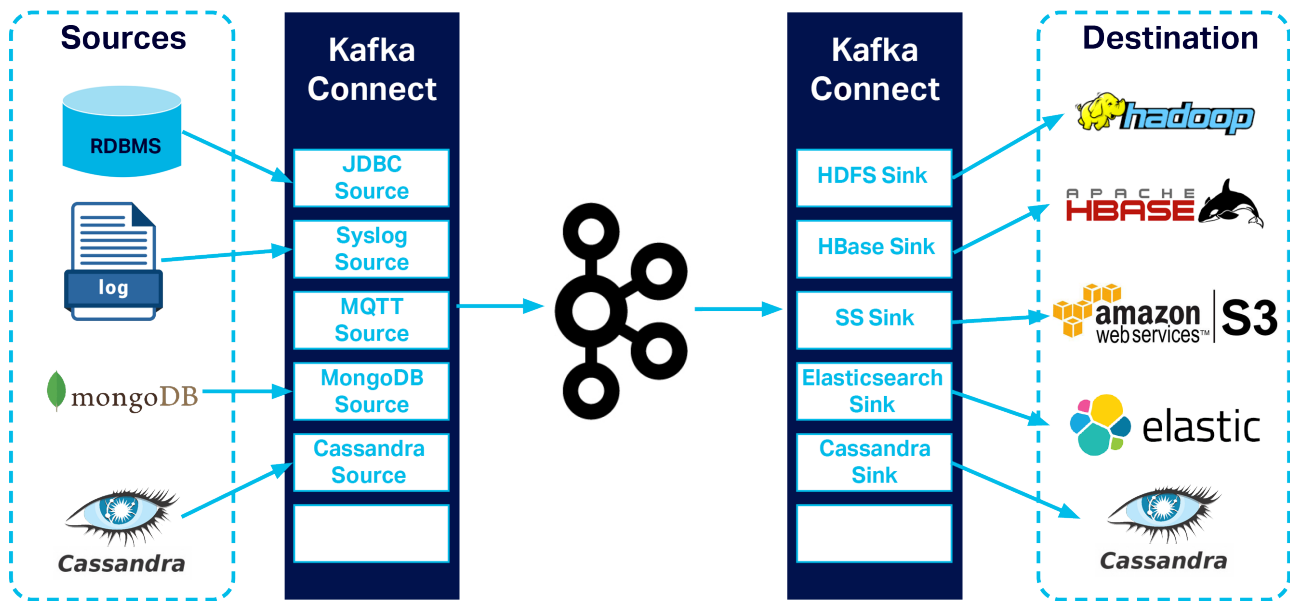 Sources
RDBMS
log
mongoDB
Cassandra
Kafka
Connect
JDBC
Source
Syslog
Source
MQTT
Source
MongoDB
Source
Cassandra
Source
Kafka
Connect
HDFS Sink
HBase Sink
SS Sink
Elasticsearch
Sink
Cassandra
Sink
Destination
hadoop
APACHE
HBASE
amazon
web services™
S3
elastic
Cassandra